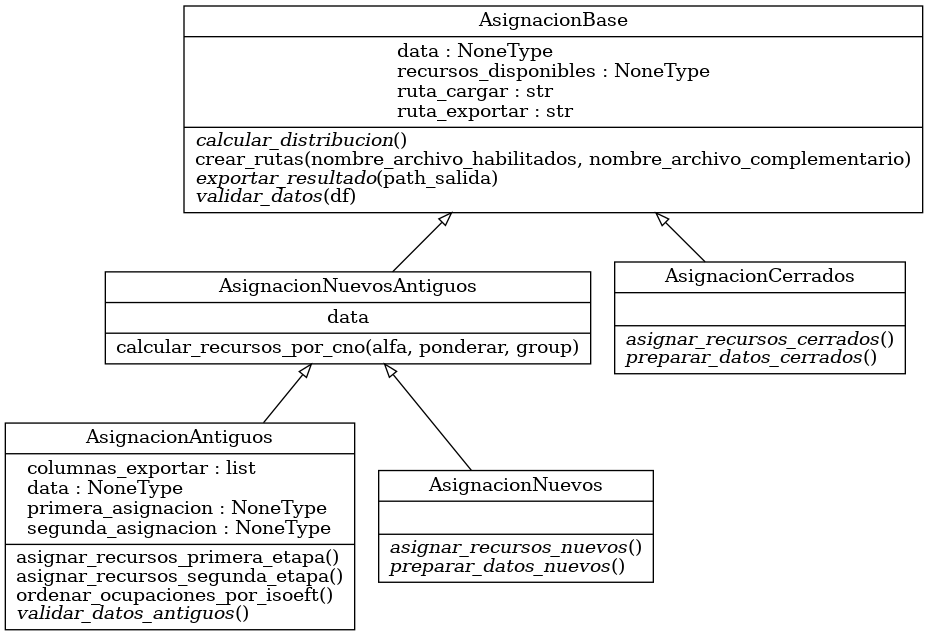 AsignacionBase
data : NoneType
recursos_disponibles : NoneType
ruta_cargar : str
ruta_exportar : str
calcular_distribucion()
crear_rutas(nombre_archivo_habilitados, nombre_archivo_complementario)
exportar_resultado(path_salida)
validar_datos(df)
AsignacionNuevosAntiguos
data
calcular_recursos_por_cno(alfa, ponderar, group)
AsignacionCerrados
asignar_recursos_cerrados()
preparar_datos_cerrados()
AsignacionAntiguos
columnas_exportar : list
data : NoneType
primera_asignacion : NoneType
segunda_asignacion : NoneType
asignar_recursos_primera_etapa()
asignar_recursos_segunda_etapa()
ordenar_ocupaciones_por_isoeft()
validar_datos_antiguos()
AsignacionNuevos
asignar_recursos_nuevos()
preparar_datos_nuevos()